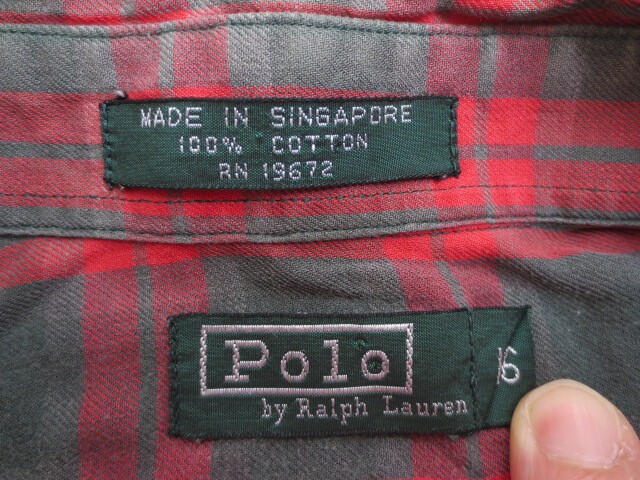 MADE IN SINGAPORE
100% COTTON
RN 19672
Polo
by Ralph Lauren
16